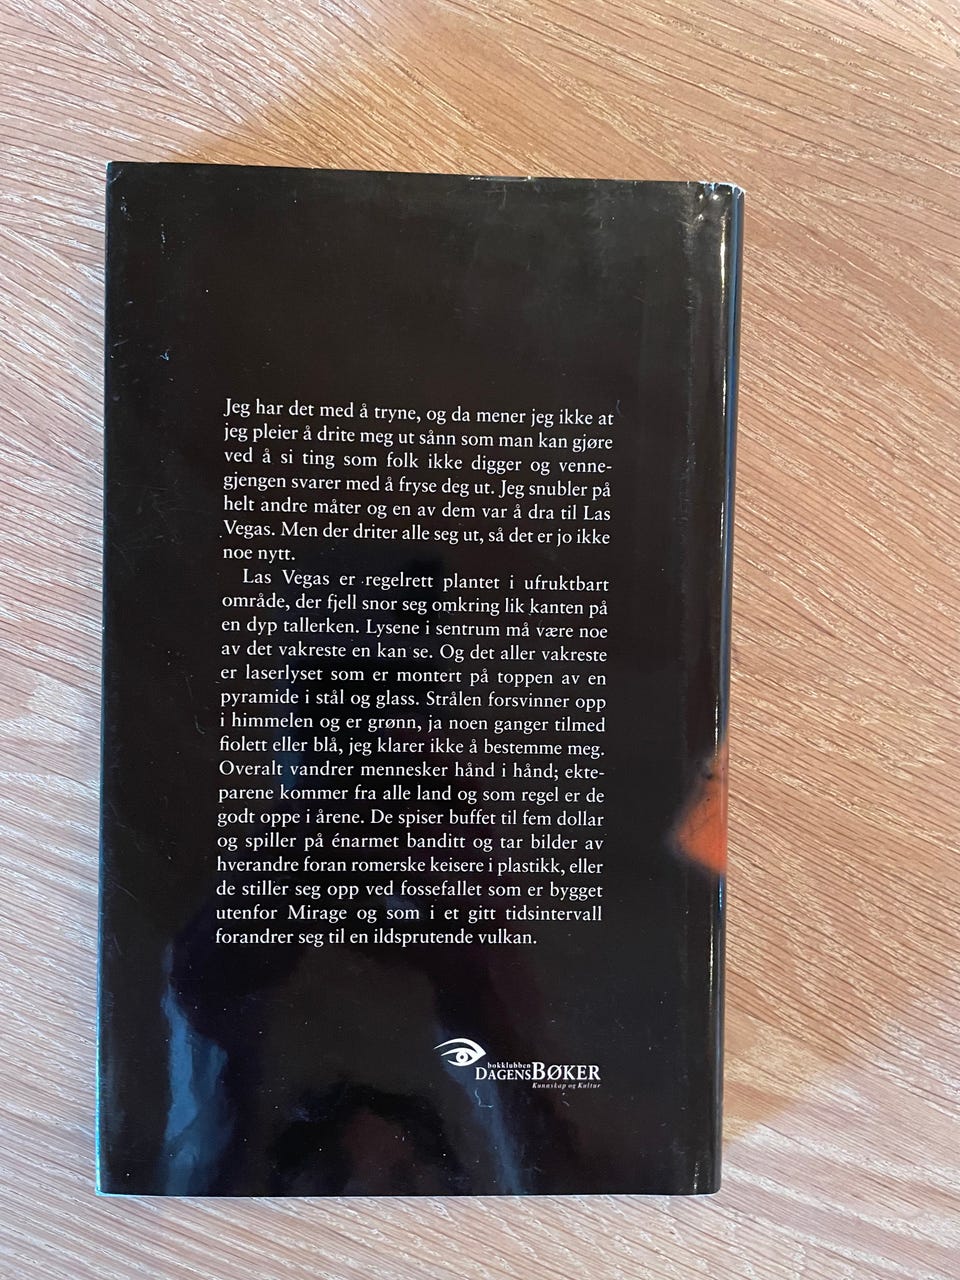 Jeg har det med å tryne, og da mener jeg ikke at
jeg pleier å drite meg ut sånn som man kan gjøre
ved å si ting som folk ikke digger og venne-
gjengen svarer med å fryse deg ut. Jeg snubler på
helt andre måter og en av dem var å dra til Las
Vegas. Men der driter alle seg ut, så det er jo ikke
noe nytt.
Las Vegas er regelrett plantet i ufruktbart
område, der fjell snor seg omkring lik kanten på
en dyp tallerken. Lysene i sentrum må være noe
av det vakreste en kan se. Og det aller vakreste
er laserlyset som er montert på toppen av en
pyramide i stål og glass. Strålen forsvinner opp
i himmelen og er grønn, ja noen ganger tilmed
fiolett eller blå, jeg klarer ikke å bestemme meg.
Overalt vandrer mennesker hånd i hånd; ekte-
parene kommer fra alle land og som regel er de
godt oppe i årene. De spiser buffet til fem dollar
og spiller på énarmet banditt og tar bilder av
hverandre foran romerske keisere i plastikk, eller
de stiller seg opp ved fossefallet som er bygget
utenfor Mirage og som i et gitt tidsintervall
forandrer seg til en ildsprutende vulkan.
bokklubben
DAGENSBØKER
Kunnskap og Kultur